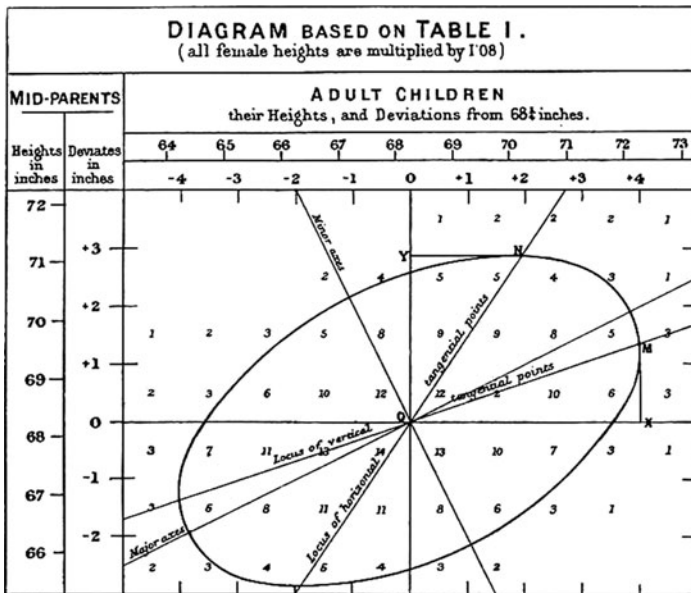 DIAGRAM BASED ON TABLE I.
(all female heights are multiplied by 1·08)
MID-PARENTS
ADULT CHILDREN
their Heights, and Deviations from 68¼ inches.
Heights in inches
Deviates in inches
64 65 66 67 68 69 70 71 72 73
-4 -3 -2 -1 0 +1 +2 +3 +4
72
1 2 2 2 1
+3
Minor axes
Y N
71
2 4 5 5 4 3 1
+2
tangential points
70
1 2 3 5 8 9 9 8 5 3
M
+1
tangential points
69
2 3 6 10 12 12 2 10 6 3
0 O X
68
Locus of vertical
3 7 11 13 14 13 10 7 3 1
-1
Locus of horizontal
67
3 6 8 11 11 8 6 3 1
Major axes
-2
66
2 3 4 5 4 3 2